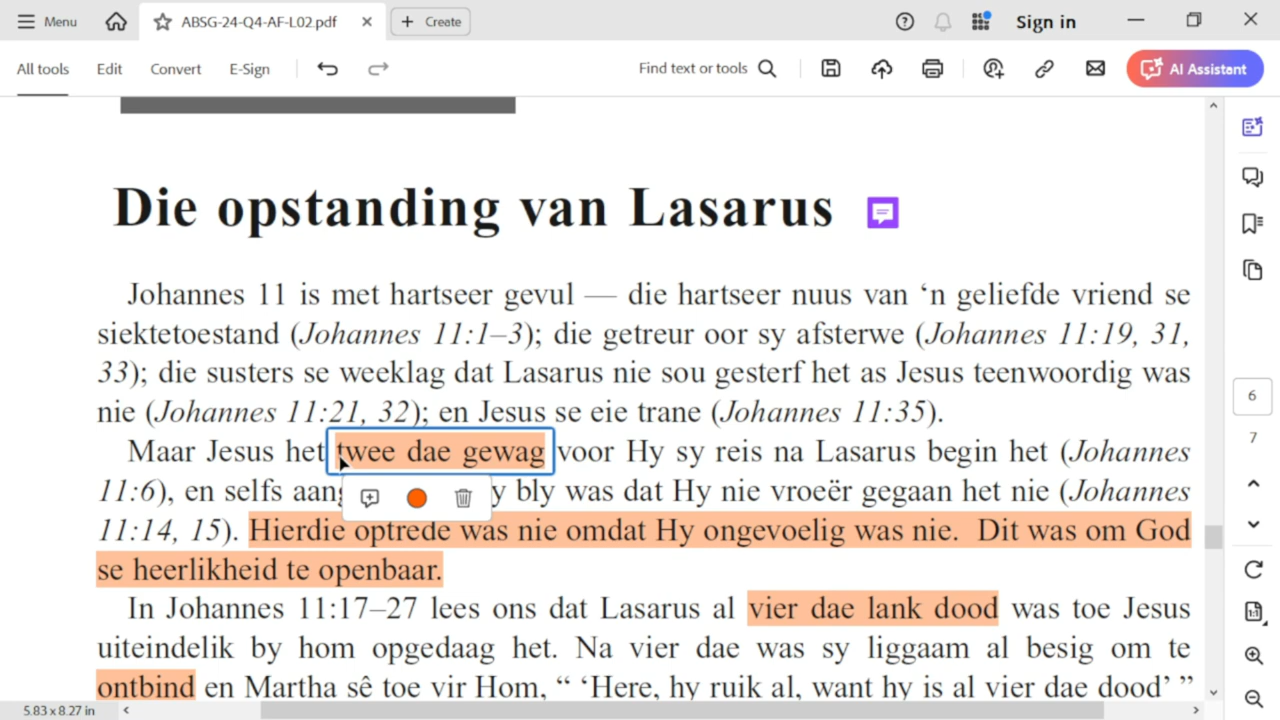 Menu
ABSG-24-Q4-AF-L02.pdf
Create
Sign in
All tools
Edit
Convert
E-Sign
Find text or tools
AI Assistant
Die opstanding van Lasarus
Johannes 11 is met hartseer gevul — die hartseer nuus van ‘n geliefde vriend se
siektetoestand (Johannes 11:1–3); die getreur oor sy afsterwe (Johannes 11:19, 31,
33); die susters se weeklag dat Lasarus nie sou gesterf het as Jesus teenwoordig was
nie (Johannes 11:21, 32); en Jesus se eie trane (Johannes 11:35).
Maar Jesus het twee dae gewag voor Hy sy reis na Lasarus begin het (Johannes
11:6), en selfs y bly was dat Hy nie vroeër gegaan het nie (Johannes
11:14, 15). Hierdie optrede was nie omdat Hy ongevoelig was nie. Dit was om God
se heerlikheid te openbaar.
In Johannes 11:17–27 lees ons dat Lasarus al vier dae lank dood was toe Jesus
uiteindelik by hom opgedaag het. Na vier dae was sy liggaam al besig om te
ontbind en Martha sê toe vir Hom, “ ‘Here, hy ruik al, want hy is al vier dae dood’ ”
6
7
1:1
5.83 x 8.27 in